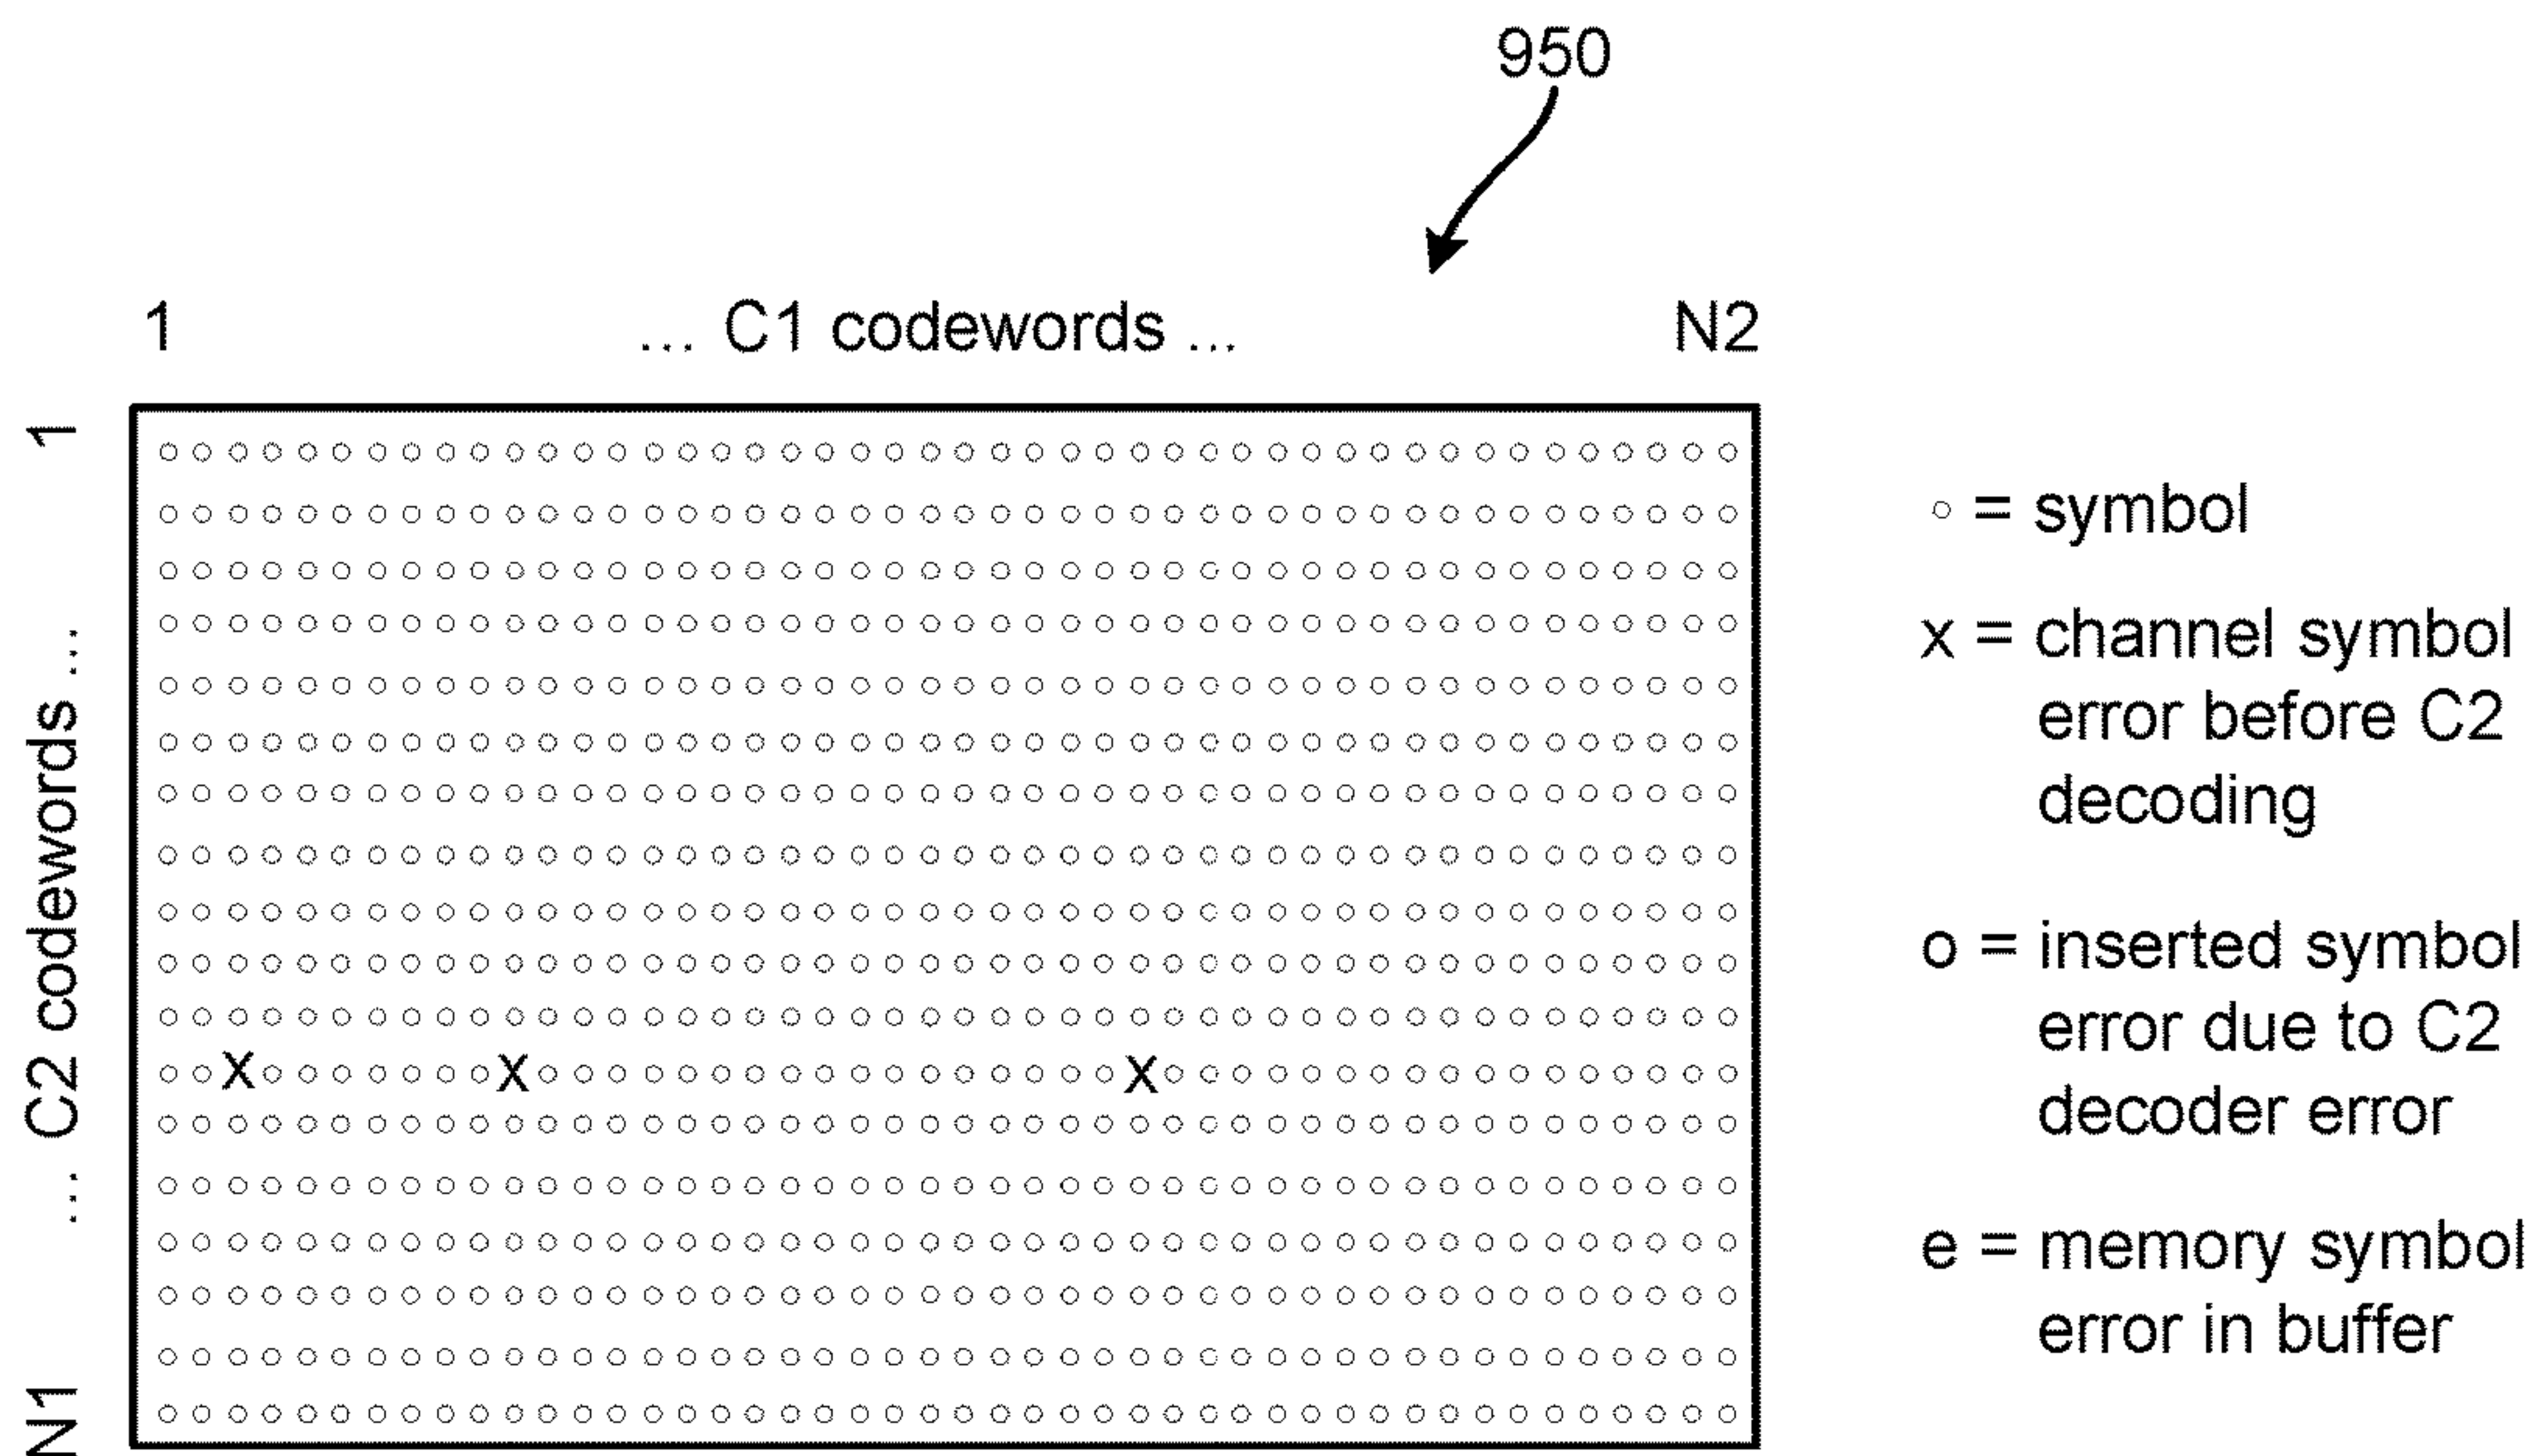 950
1 ... C1 codewords ... N2
1 ... C2 codewords ... N1
x x x
○ = symbol
x = channel symbol
error before C2
decoding
o = inserted symbol
error due to C2
decoder error
e = memory symbol
error in buffer